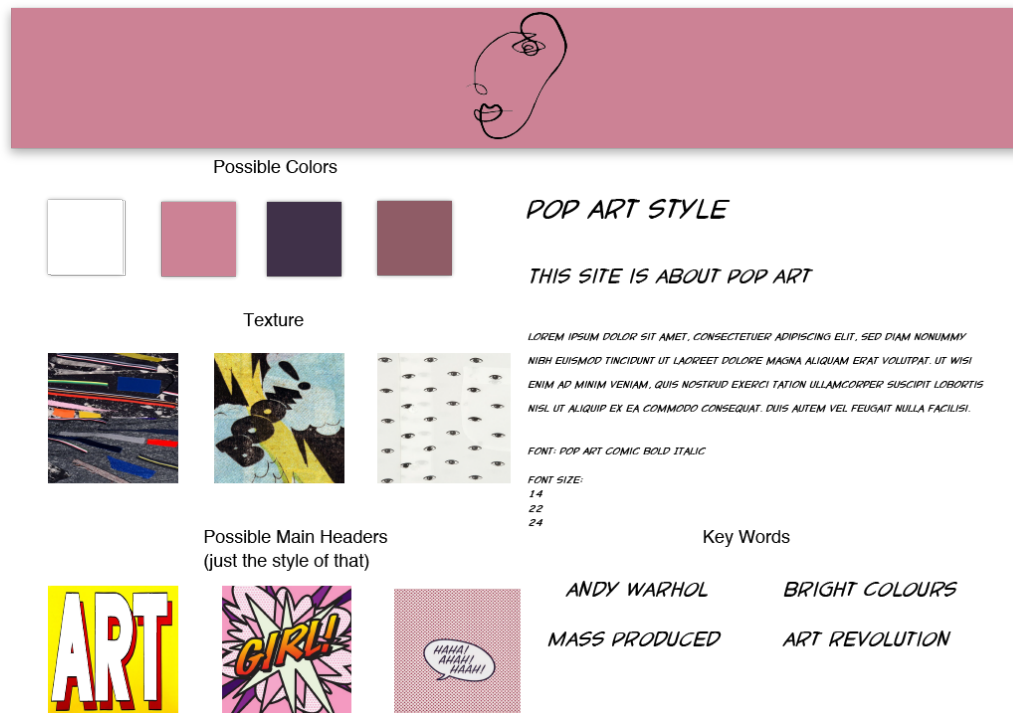 Possible Colors
POP ART STYLE
THIS SITE IS ABOUT POP ART
Texture
LOREM IPSUM DOLOR SIT AMET, CONSECTETUER ADIPISCING ELIT, SED DIAM NONUMMY
NIBH EUISMOD TINCIDUNT UT LAOREET DOLORE MAGNA ALIQUAM ERAT VOLUTPAT. UT WISI
ENIM AD MINIM VENIAM, QUIS NOSTRUD EXERCI TATION ULLAMCORPER SUSCIPIT LOBORTIS
NISL UT ALIQUIP EX EA COMMODO CONSEQUAT. DUIS AUTEM VEL FEUGAIT NULLA FACILISI.
FONT: POP ART COMIC BOLD ITALIC
FONT SIZE:
14
22
24
Possible Main Headers
(just the style of that)
ART
GIRL!
HAHA!
AHAH!
HAAH!
Key Words
ANDY WARHOL
BRIGHT COLOURS
MASS PRODUCED
ART REVOLUTION